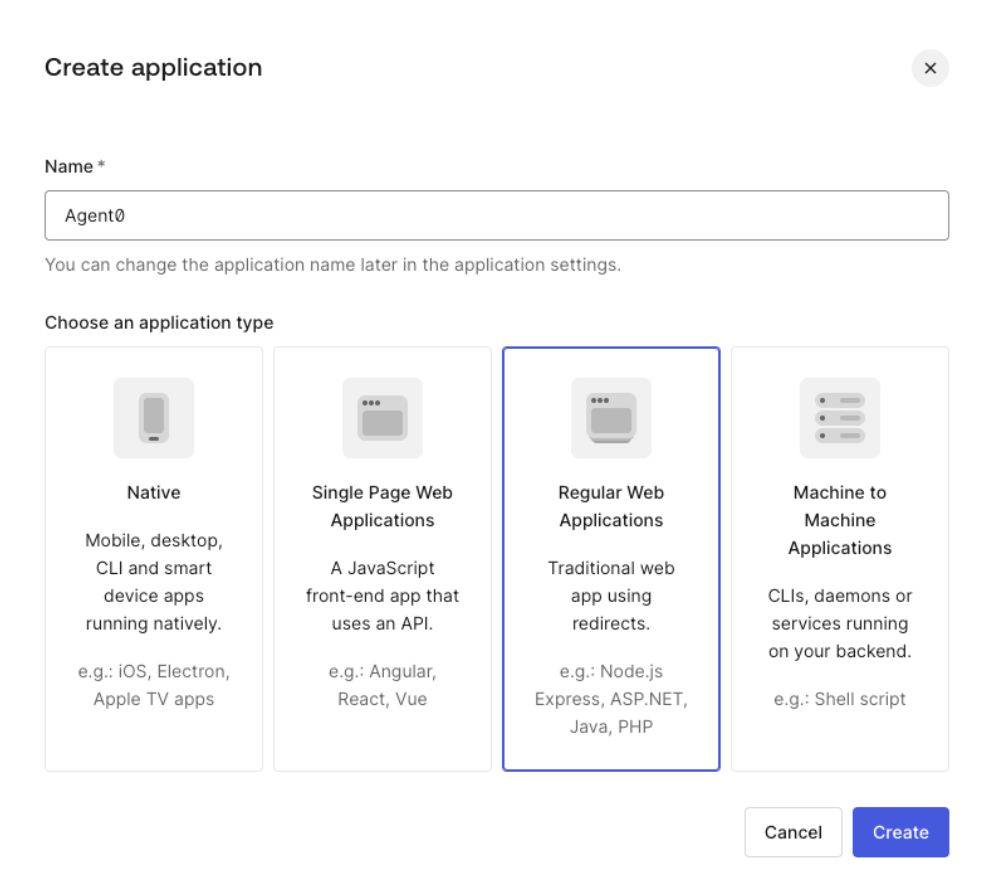 Create application
Name *
Agent0
You can change the application name later in the application settings.
Choose an application type
Native
Mobile, desktop,
CLI and smart
device apps
running natively.
e.g.: iOS, Electron,
Apple TV apps
Single Page Web
Applications
A JavaScript
front-end app that
uses an API.
e.g.: Angular,
React, Vue
Regular Web
Applications
Traditional web
app using
redirects.
e.g.: Node.js
Express, ASP.NET,
Java, PHP
Machine to
Machine
Applications
CLIs, daemons or
services running
on your backend.
e.g.: Shell script
Cancel
Create